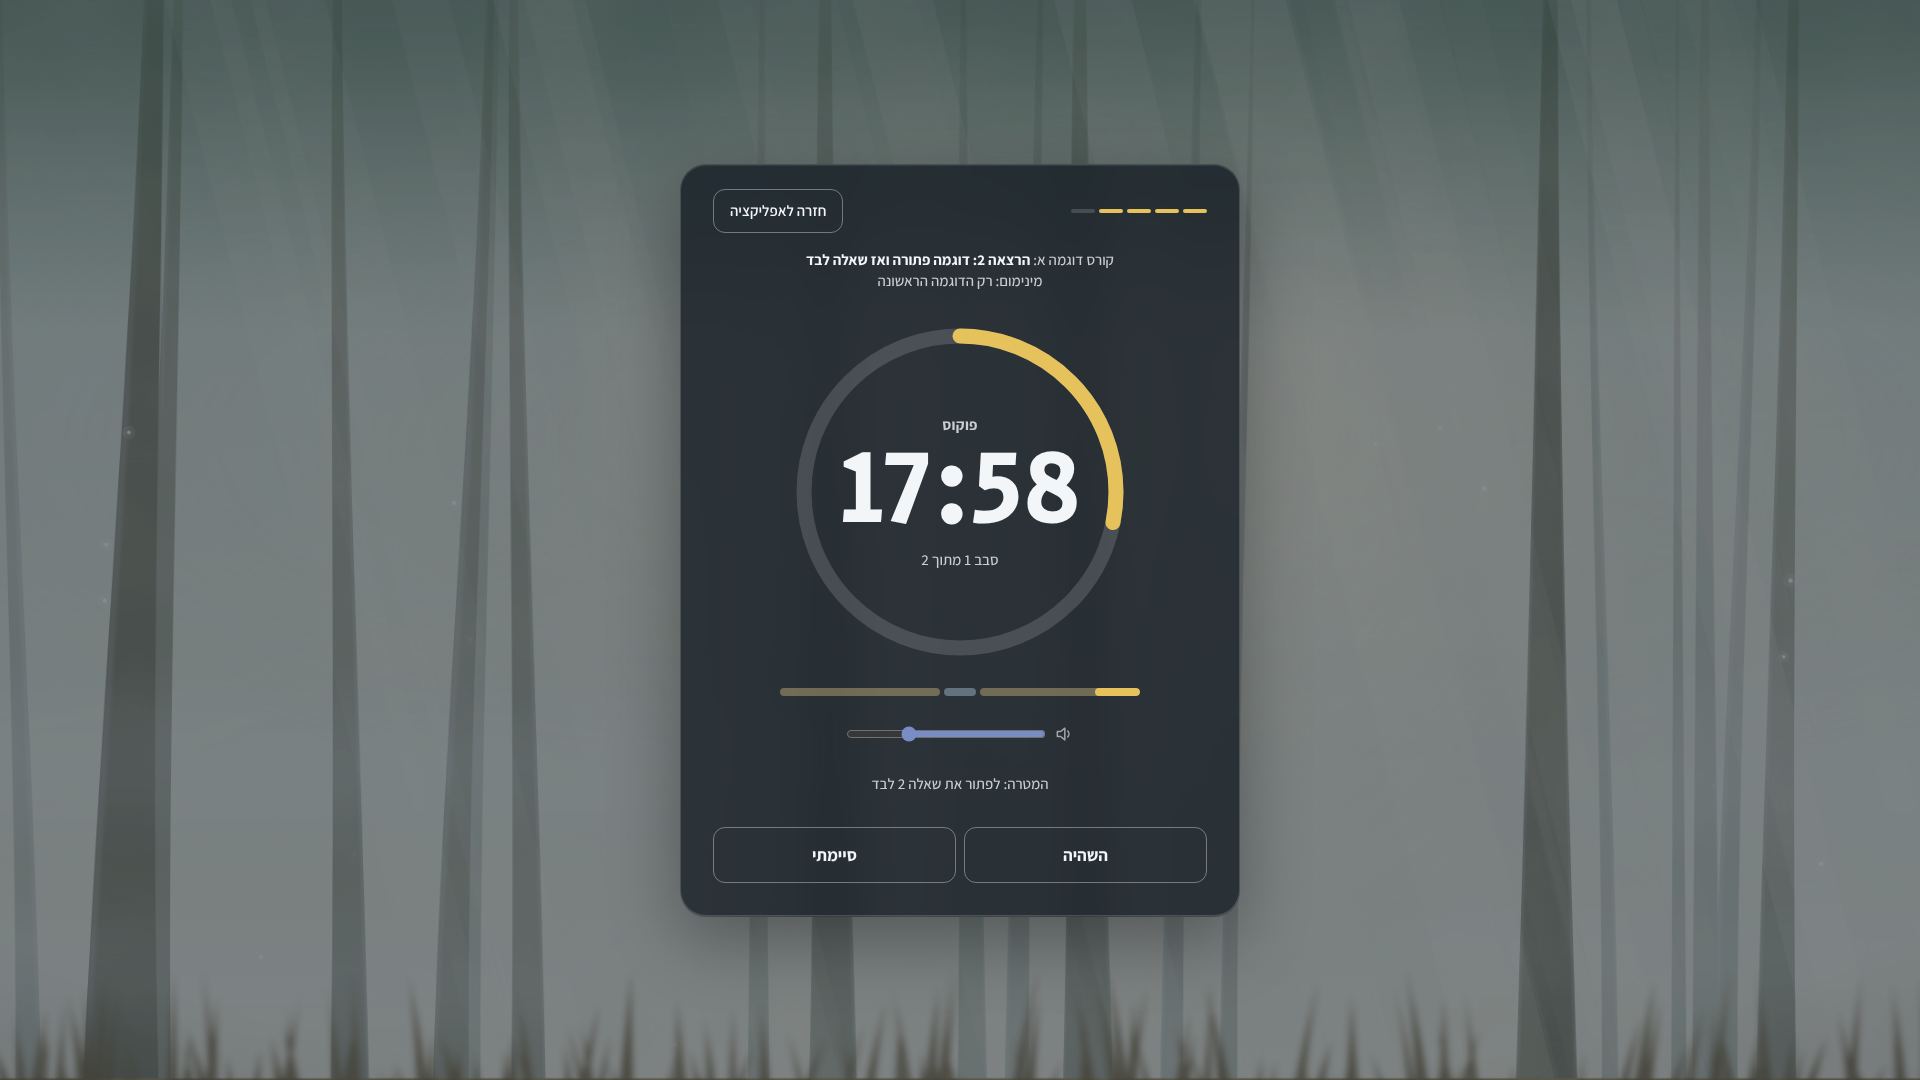 חזרה לאפליקציה
קורס דוגמה א: הרצאה 2: דוגמה פתורה ואז שאלה לבד
מינימום: רק הדוגמה הראשונה
פוקוס
17:58
סבב 1 מתוך 2
המטרה: לפתור את שאלה 2 לבד
השהיה
סיימתי